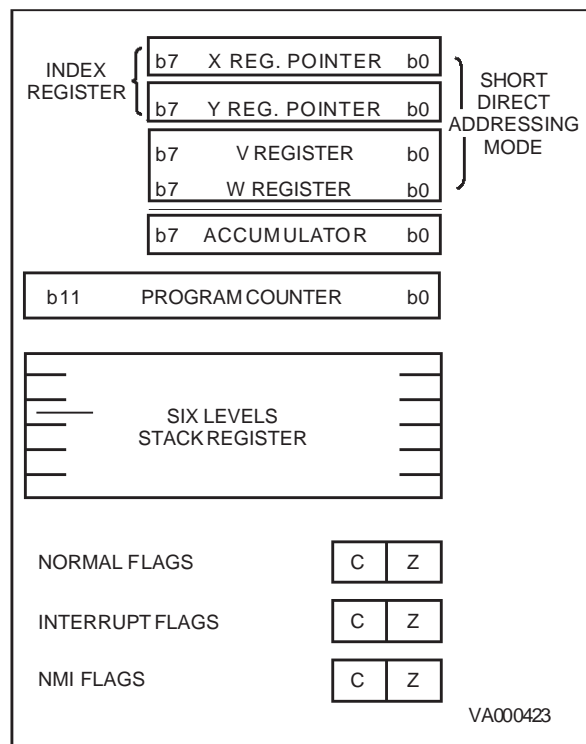 b7 X REG. POINTER b0
INDEX
REGISTER
b7 Y REG. POINTER b0
SHORT
DIRECT
ADDRESSING
MODE
b7 V REGISTER b0
b7 W REGISTER b0
b7 ACCUMULATOR b0
b11 PROGRAM COUNTER b0
SIX LEVELS
STACK REGISTER
NORMAL FLAGS C Z
INTERRUPT FLAGS C Z
NMI FLAGS C Z
VA000423